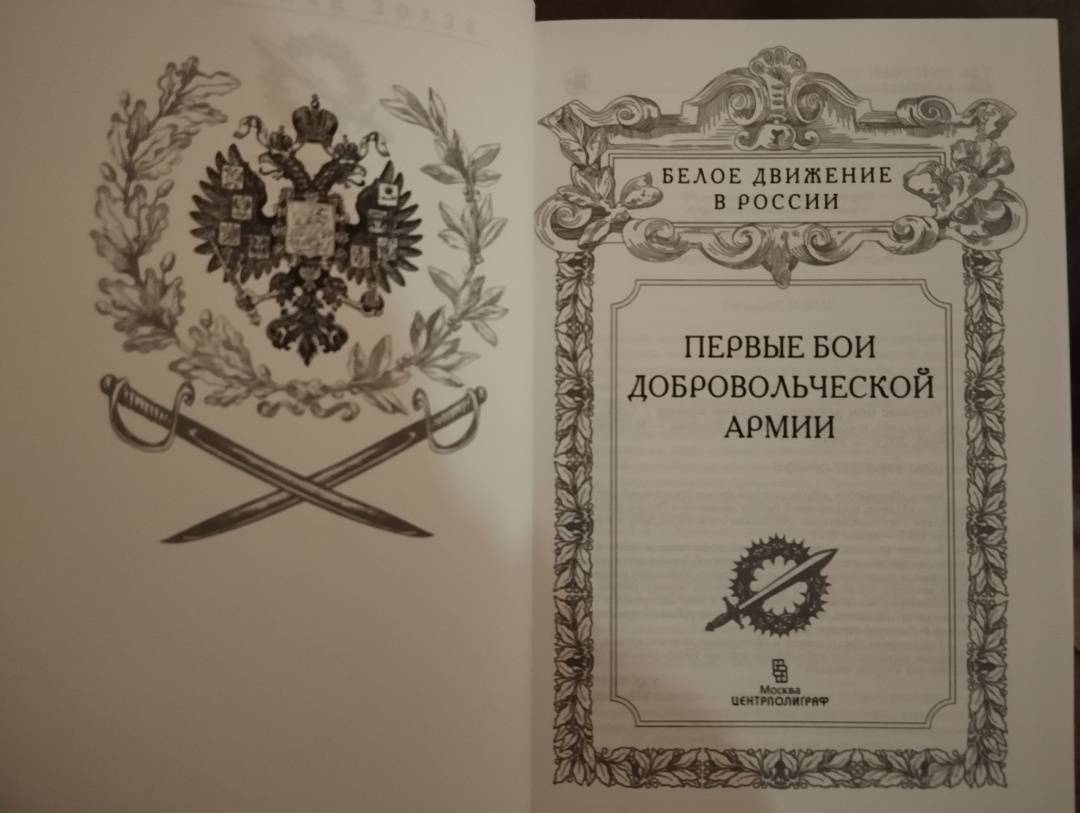 БЕЛОЕ ДВИЖЕНИЕ
В РОССИИ
ПЕРВЫЕ БОИ
ДОБРОВОЛЬЧЕСКОЙ
АРМИИ
Москва
ЦЕНТРПОЛИГРАФ